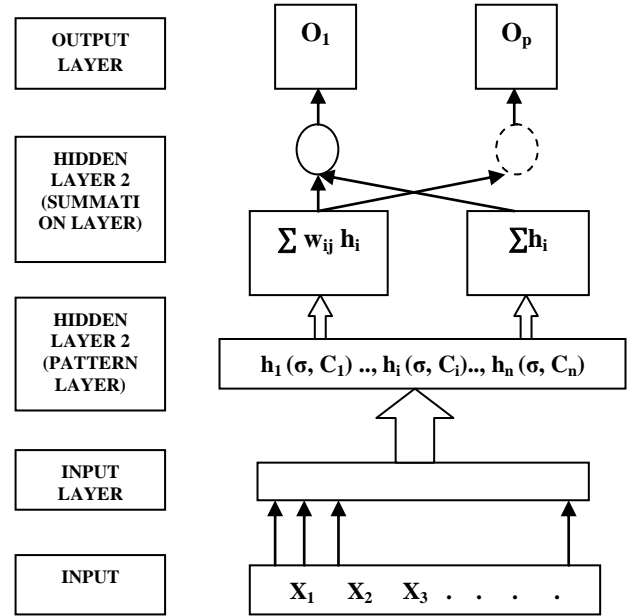 OUTPUT
LAYER
O1
Op
HIDDEN
LAYER 2
(SUMMATI
ON LAYER)
∑ wij hi
∑hi
HIDDEN
LAYER 2
(PATTERN
LAYER)
h1 (σ, C1) .., hi (σ, Ci).., hn (σ, Cn)
INPUT
LAYER
INPUT
X1 X2 X3 . . . .